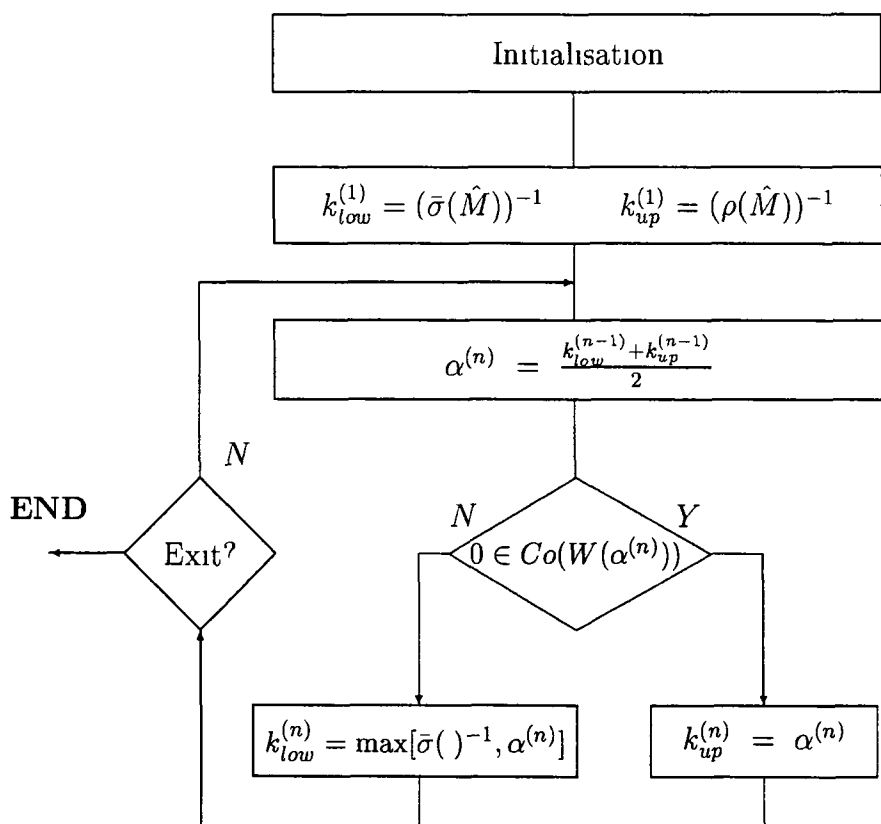 Initialisation
$k_{low}^{(1)} = (\bar{\sigma}(\hat{M}))^{-1}$ $k_{up}^{(1)} = (\rho(\hat{M}))^{-1}$
$\alpha^{(n)} = \frac{k_{low}^{(n-1)}+k_{up}^{(n-1)}}{2}$
N
END
Exit?
N
Y
$0 \in Co(W(\alpha^{(n)}))$
$k_{low}^{(n)} = \max[\bar{\sigma}(\ )^{-1}, \alpha^{(n)}]$
$k_{up}^{(n)} = \alpha^{(n)}$